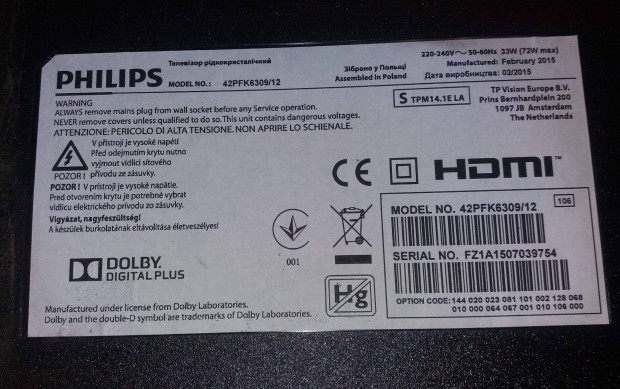 Телевізор рідкокристалічний
PHILIPS MODEL NO.: 42PFK6309/12
Зібрано у Польщі
Assembled in Poland
220-240V~ 50-60Hz 33W (72W max)
Manufactured: February 2015
Дата виробництва: 02/2015
WARNING
ALWAYS remove mains plug from wall socket before any Service operation.
NEVER remove covers unless qualified to do so. This unit contains dangerous voltages.
ATTENZIONE: PERICOLO DI ALTA TENSIONE. NON APRIRE LO SCHIENALE.
S TPM14.1E LA
TP Vision Europe B.V.
Prins Bernhardplein 200
1097 JB Amsterdam
The Netherlands
V přístroji je vysoké napětí
Před odejmutím krytu nutno
vyjmout vidlici síťového
POZOR ! přívodu ze zásuvky.
POZOR ! V prístroji je vysoké napätie.
Pred otvorením krytu je potrebné vybrat
vidlicu elektrického prívodu zo zásuvky.
Vigyázat, nagyfeszültség!
A készülek burkolatának eltávolítása életveszélyes!
CE
HDMI™
001
DOLBY
DIGITAL PLUS
Hg
MODEL NO. 42PFK6309/12
106
SERIAL NO. FZ1A1507039754
OPTION CODE: 144 020 023 081 101 002 128 068
010 000 064 067 001 010 106 000
Manufactured under license from Dolby Laboratories.
Dolby and the double-D symbol are trademarks of Dolby Laboratories.